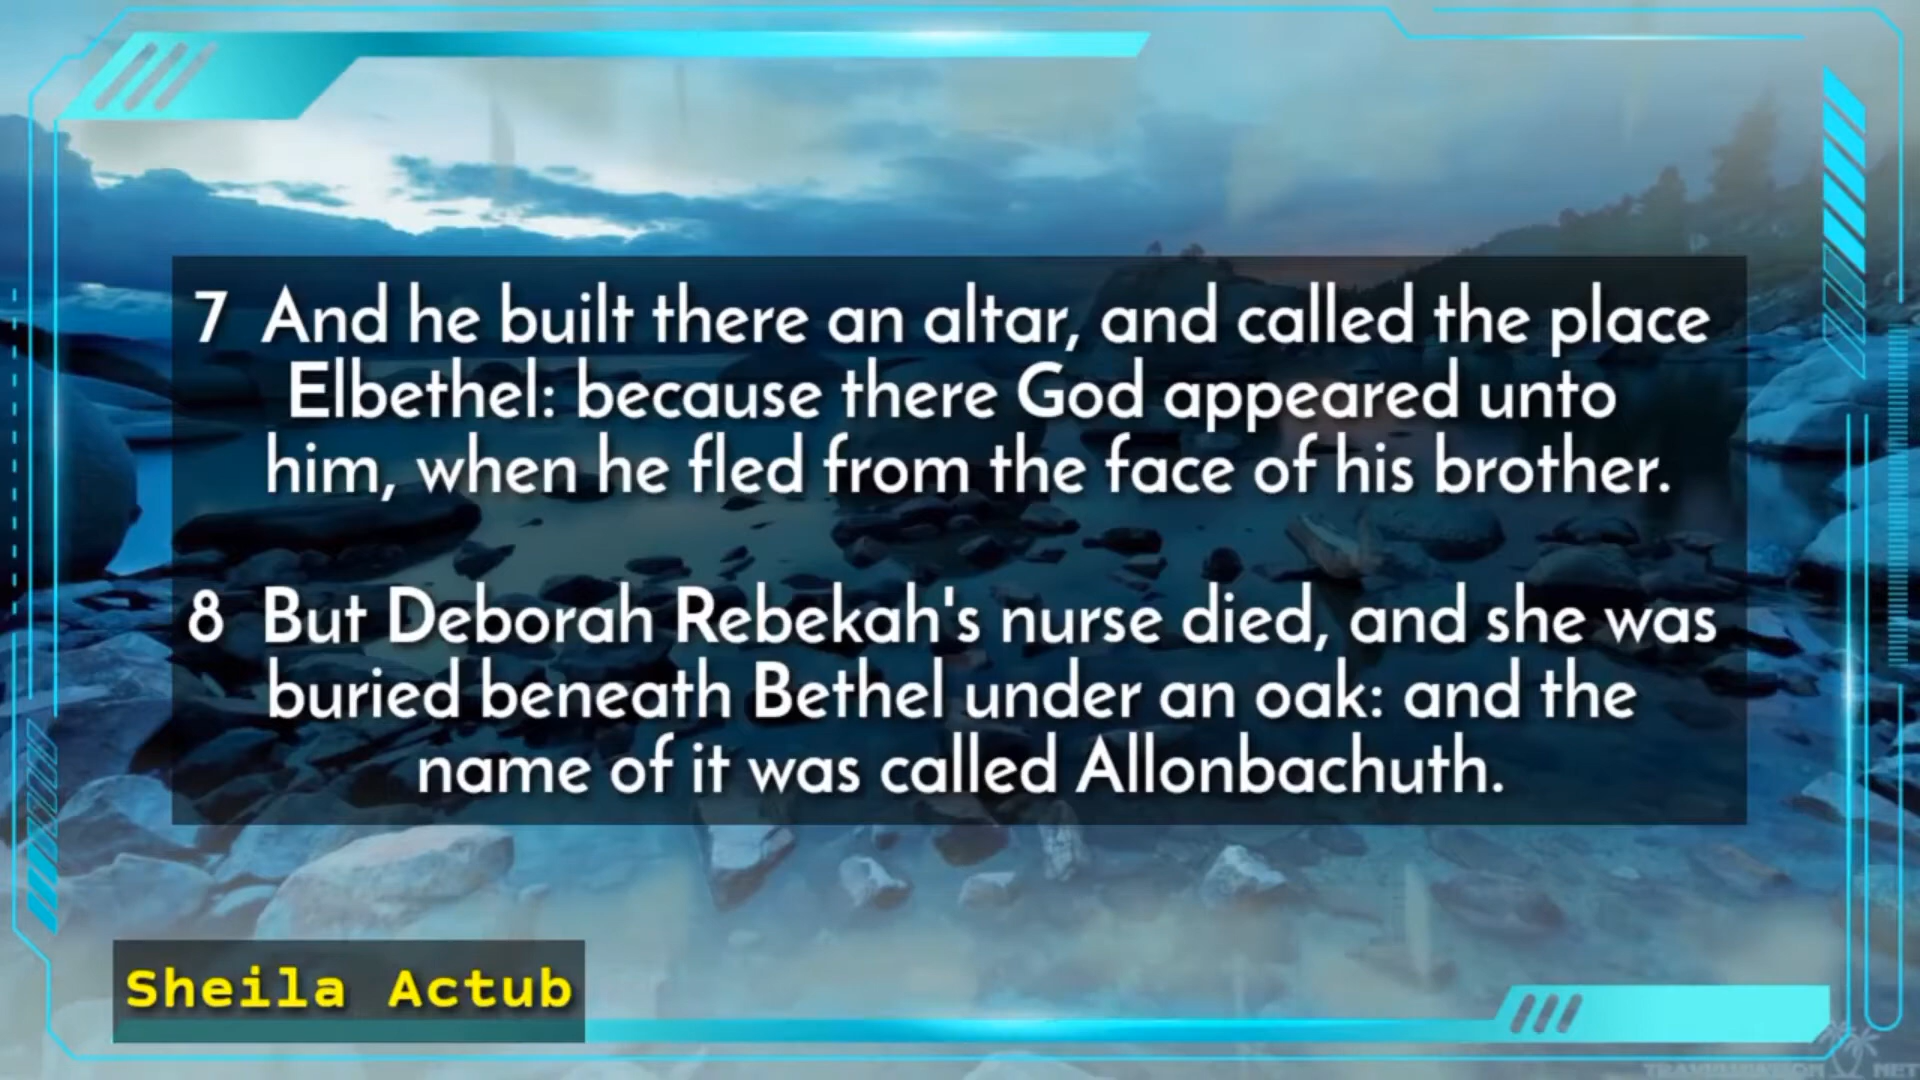 7 And he built there an altar, and called the place
Elbethel: because there God appeared unto
him, when he fled from the face of his brother.
8 But Deborah Rebekah's nurse died, and she was
buried beneath Bethel under an oak: and the
name of it was called Allonbachuth.
Sheila Actub